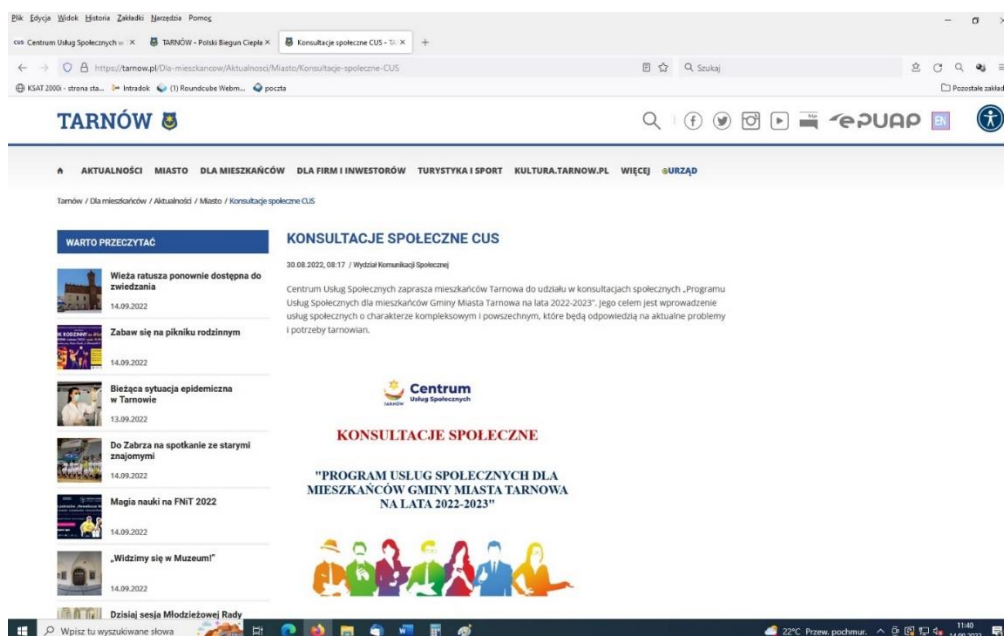 Plik Edycja Widok Historia Zakładki Narzędzia Pomoc
CUS Centrum Usług Społecznych w
TARNÓW - Polski Biegun Ciepła
Konsultacje społeczne CUS - Ta
https://tarnow.pl/Dla-mieszkancow/Aktualnosci/Miasto/Konsultacje-spoleczne-CUS
Szukaj
KSAT 2000i - strona sta... Intradok (1) Roundcube Webm... poczta
Pozostałe zakład
TARNÓW
ePUAP EN
AKTUALNOŚCI MIASTO DLA MIESZKAŃCÓW DLA FIRM I INWESTORÓW TURYSTYKA I SPORT KULTURA.TARNOW.PL WIĘCEJ @URZĄD
Tarnów / Dla mieszkańców / Aktualności / Miasto / Konsultacje społeczne CUS
WARTO PRZECZYTAĆ
Wieża ratusza ponownie dostępna do
zwiedzania
14.09.2022
Zabaw się na pikniku rodzinnym
14.09.2022
Bieżąca sytuacja epidemiczna
w Tarnowie
13.09.2022
Do Zabrza na spotkanie ze starymi
znajomymi
14.09.2022
Magia nauki na FNiT 2022
14.09.2022
„Widzimy się w Muzeum!”
14.09.2022
Dzisiaj sesja Młodzieżowej Rady
KONSULTACJE SPOŁECZNE CUS
30.08.2022, 08:17 / Wydział Komunikacji Społecznej
Centrum Usług Społecznych zaprasza mieszkańców Tarnowa do udziału w konsultacjach społecznych „Programu
Usług Społecznych dla mieszkańców Gminy Miasta Tarnowa na lata 2022-2023”. Jego celem jest wprowadzenie
usług społecznych o charakterze kompleksowym i powszechnym, które będą odpowiedzią na aktualne problemy
i potrzeby tarnowian.
Centrum
Usług Społecznych
TARNÓW
KONSULTACJE SPOŁECZNE
"PROGRAM USŁUG SPOŁECZNYCH DLA
MIESZKAŃCÓW GMINY MIASTA TARNOWA
NA LATA 2022-2023"
Wpisz tu wyszukiwane słowa
22°C Przew. pochmur.
11:40
14.09.2022